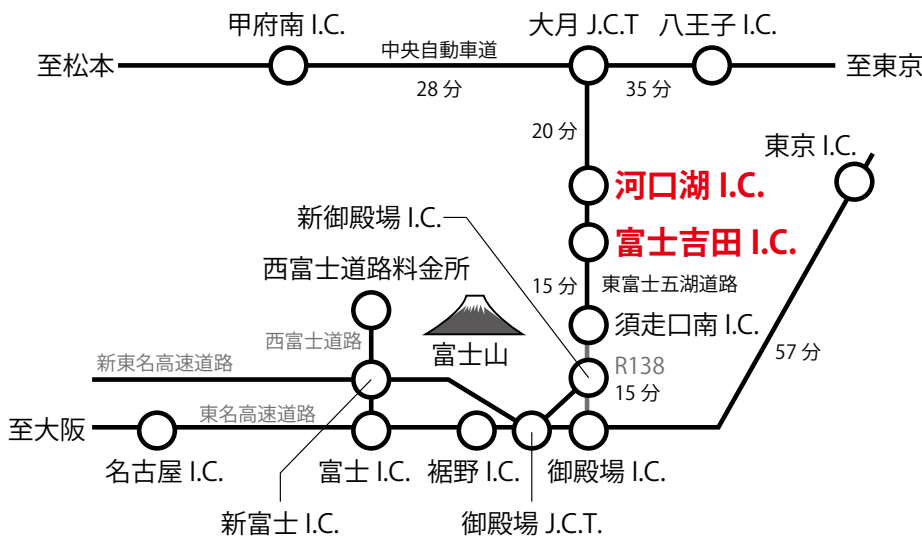 甲府南 I.C.
大月 J.C.T
八王子 I.C.
至松本
中央自動車道
至東京
28 分
35 分
20 分
東京 I.C.
河口湖 I.C.
新御殿場 I.C.
富士吉田 I.C.
西富士道路料金所
15 分
東富士五湖道路
須走口南 I.C.
西富士道路
富士山
57 分
新東名高速道路
R138
15 分
東名高速道路
至大阪
名古屋 I.C.
富士 I.C.
裾野 I.C.
御殿場 I.C.
新富士 I.C.
御殿場 J.C.T.